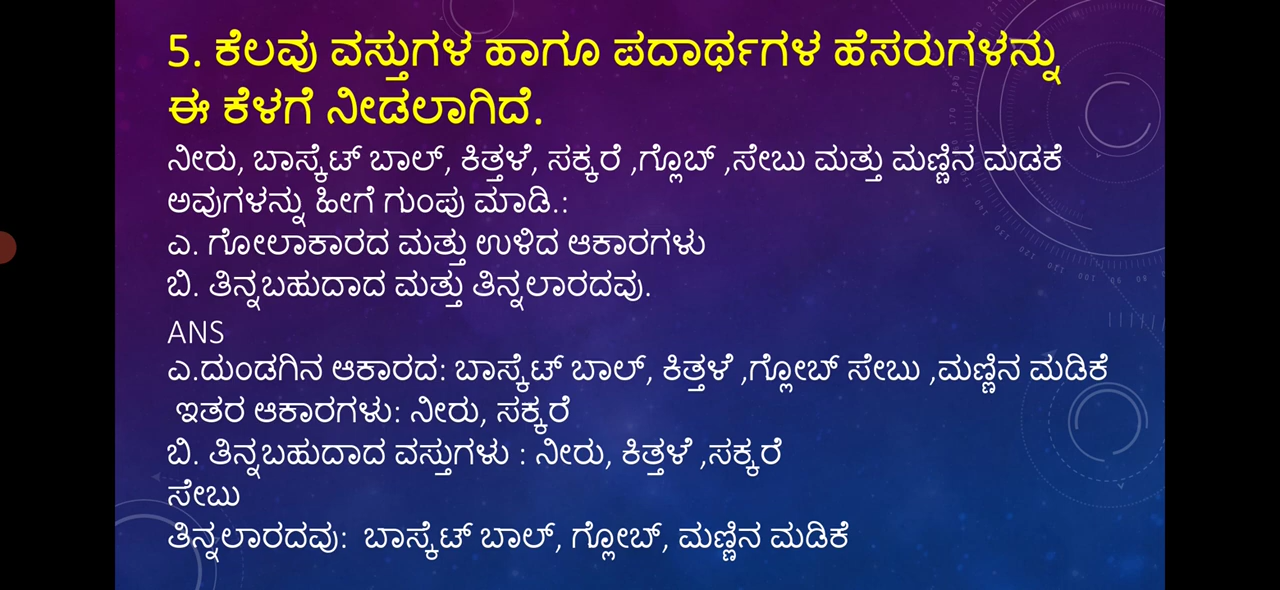 5. ಕೆಲವು ವಸ್ತುಗಳ ಹಾಗೂ ಪದಾರ್ಥಗಳ ಹೆಸರುಗಳನ್ನು
ಈ ಕೆಳಗೆ ನೀಡಲಾಗಿದೆ.
ನೀರು, ಬಾಸ್ಕೆಟ್ ಬಾಲ್, ಕಿತ್ತಳೆ, ಸಕ್ಕರೆ ,ಗ್ಲೊಬ್ ,ಸೇಬು ಮತ್ತು ಮಣ್ಣಿನ ಮಡಕೆ
ಅವುಗಳನ್ನು ಹೀಗೆ ಗುಂಪು ಮಾಡಿ.:
ಎ. ಗೋಲಾಕಾರದ ಮತ್ತು ಉಳಿದ ಆಕಾರಗಳು
ಬಿ. ತಿನ್ನಬಹುದಾದ ಮತ್ತು ತಿನ್ನಲಾರದವು.
ANS
ಎ.ದುಂಡಗಿನ ಆಕಾರದ: ಬಾಸ್ಕೆಟ್ ಬಾಲ್, ಕಿತ್ತಳೆ ,ಗ್ಲೋಬ್ ಸೇಬು ,ಮಣ್ಣಿನ ಮಡಿಕೆ
ಇತರ ಆಕಾರಗಳು: ನೀರು, ಸಕ್ಕರೆ
ಬಿ. ತಿನ್ನಬಹುದಾದ ವಸ್ತುಗಳು : ನೀರು, ಕಿತ್ತಳೆ ,ಸಕ್ಕರೆ
ಸೇಬು
ತಿನ್ನಲಾರದವು: ಬಾಸ್ಕೆಟ್ ಬಾಲ್, ಗ್ಲೋಬ್, ಮಣ್ಣಿನ ಮಡಿಕೆ